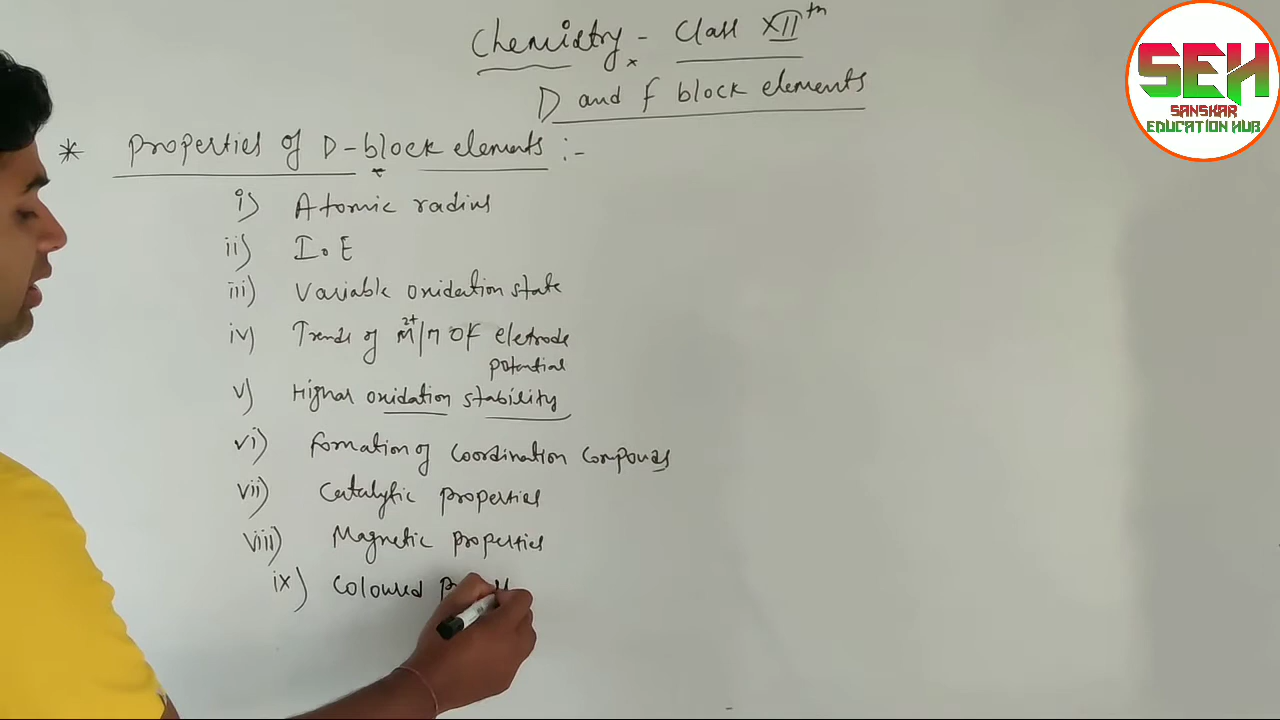 Chemistry - Class XIIth
D and f block elements
SEH
SANSKAR
EDUCATION HUB
* Properties of D-block elements :-
i) Atomic radius
ii) I.E
iii) Variable oxidation state
iv) Trends of M2+/M of eletrode
potential
v) Higher oxidation stability
vi) Formation of coordination compounds
vii) Catalytic properties
viii) Magnetic properties
ix) Coloured